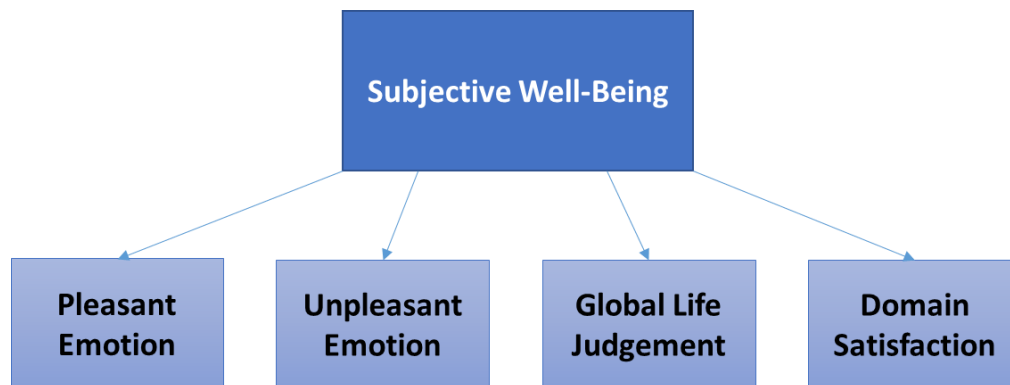 Subjective Well-Being
Pleasant
Emotion
Unpleasant
Emotion
Global Life
Judgement
Domain
Satisfaction